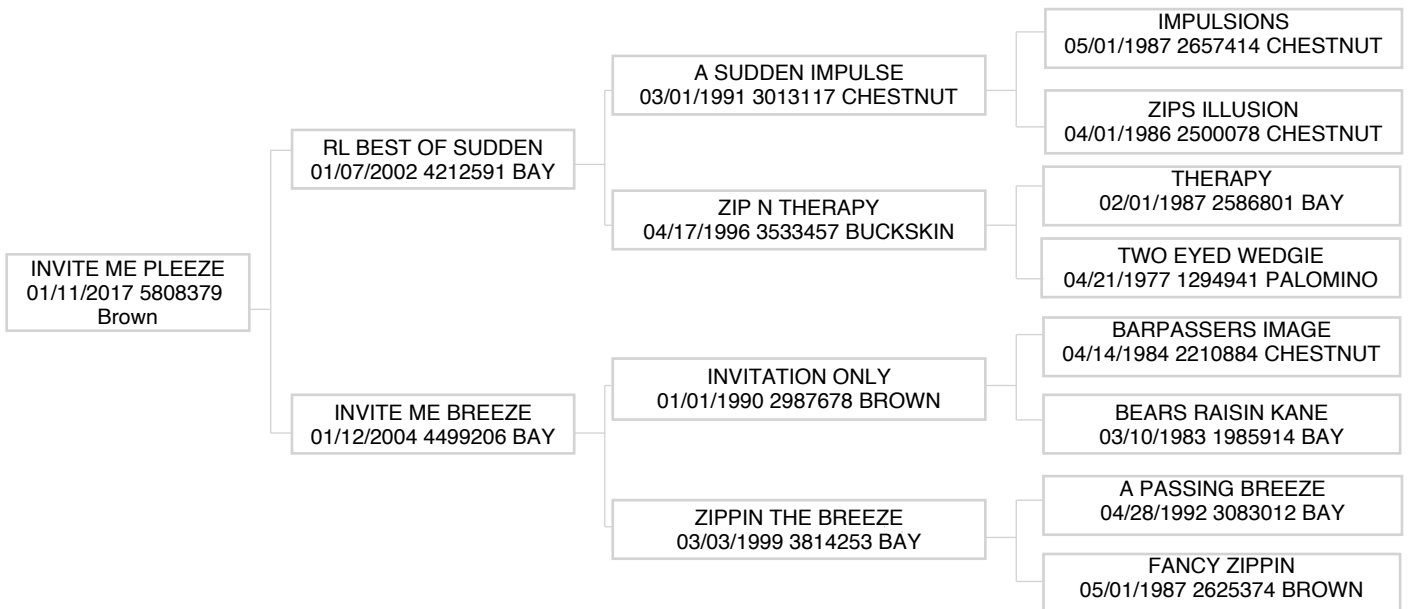 INVITE ME PLEEZE
01/11/2017 5808379
Brown
RL BEST OF SUDDEN
01/07/2002 4212591 BAY
INVITE ME BREEZE
01/12/2004 4499206 BAY
A SUDDEN IMPULSE
03/01/1991 3013117 CHESTNUT
ZIP N THERAPY
04/17/1996 3533457 BUCKSKIN
INVITATION ONLY
01/01/1990 2987678 BROWN
ZIPPIN THE BREEZE
03/03/1999 3814253 BAY
IMPULSIONS
05/01/1987 2657414 CHESTNUT
ZIPS ILLUSION
04/01/1986 2500078 CHESTNUT
THERAPY
02/01/1987 2586801 BAY
TWO EYED WEDGIE
04/21/1977 1294941 PALOMINO
BARPASSERS IMAGE
04/14/1984 2210884 CHESTNUT
BEARS RAISIN KANE
03/10/1983 1985914 BAY
A PASSING BREEZE
04/28/1992 3083012 BAY
FANCY ZIPPIN
05/01/1987 2625374 BROWN